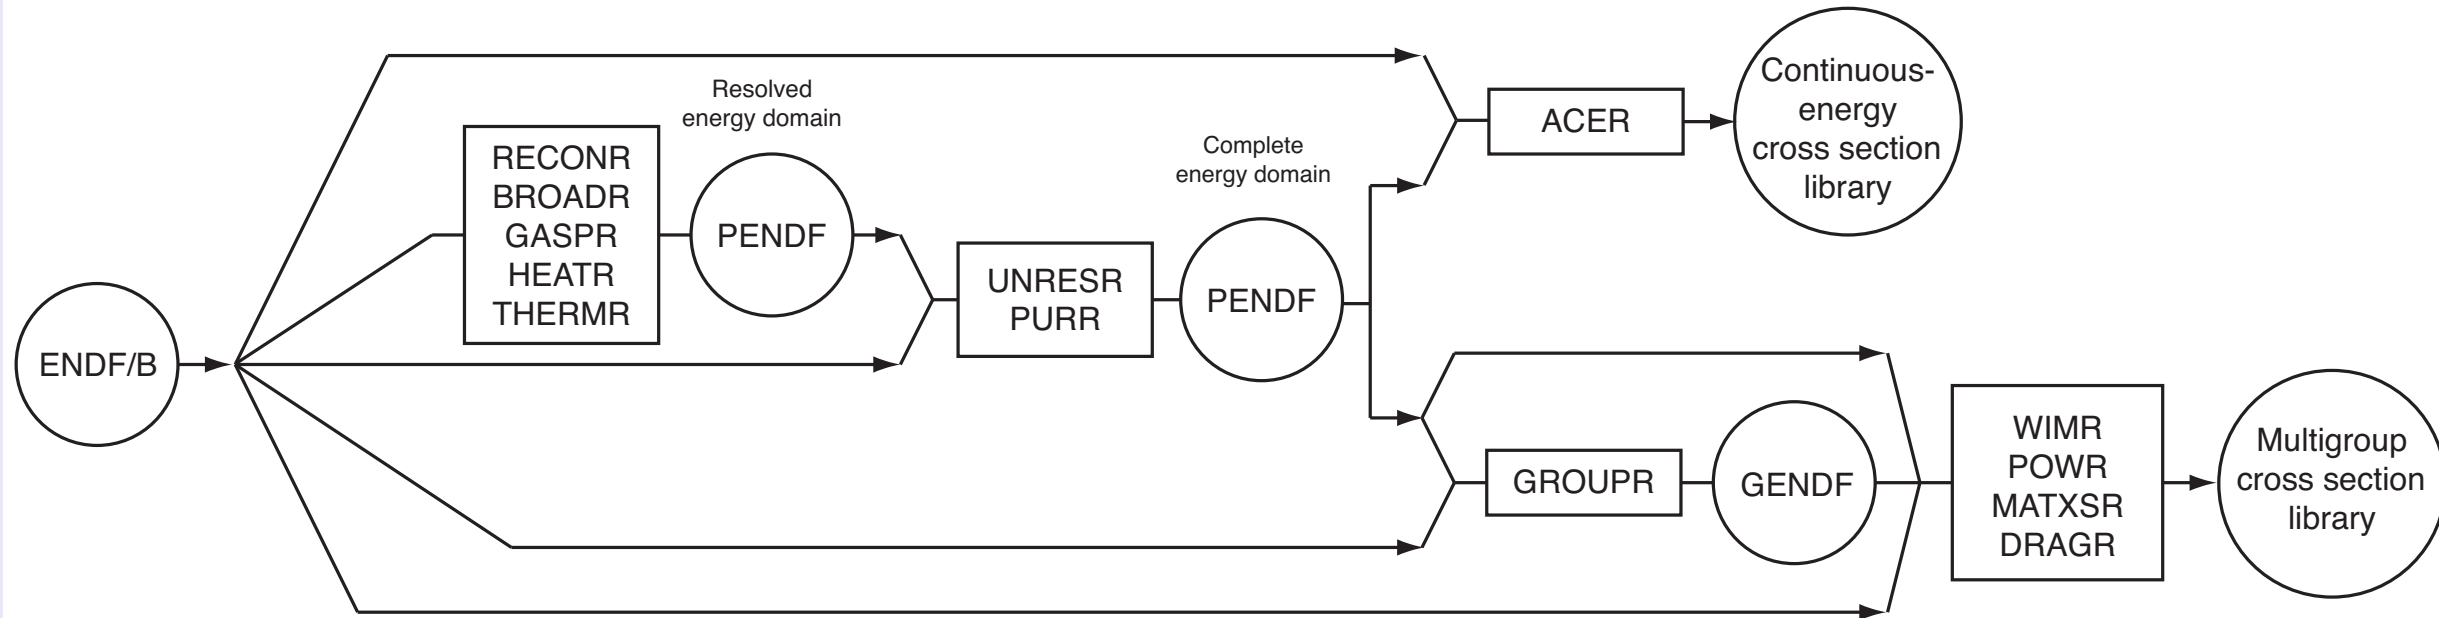 ENDF/B
RECONR
BROADR
GASPR
HEATR
THERMR
Resolved
energy domain
PENDF
UNRESR
PURR
Complete
energy domain
PENDF
ACER
Continuous-
energy
cross section
library
GROUPR
GENDF
WIMR
POWR
MATXSR
DRAGR
Multigroup
cross section
library